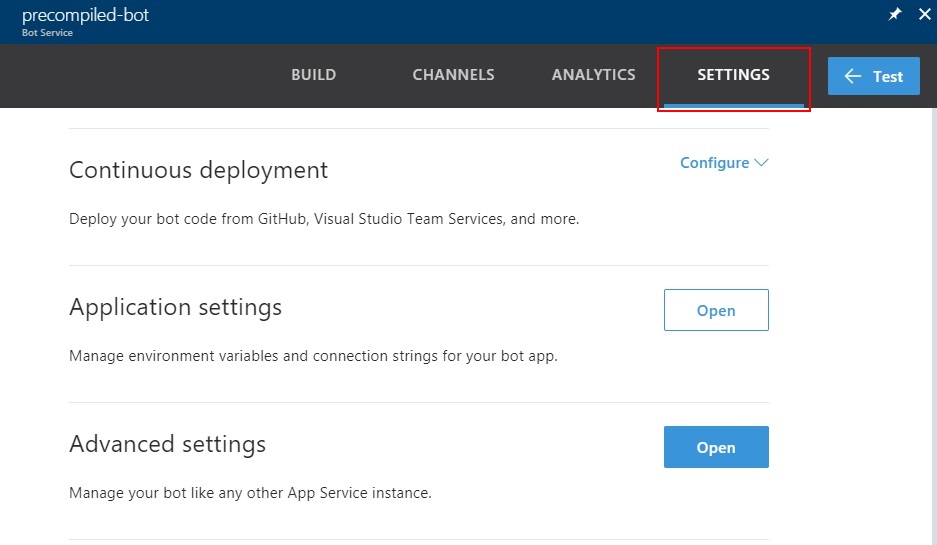 precompiled-bot
Bot Service
BUILD CHANNELS ANALYTICS SETTINGS Test
Continuous deployment Configure
Deploy your bot code from GitHub, Visual Studio Team Services, and more.
Application settings Open
Manage environment variables and connection strings for your bot app.
Advanced settings Open
Manage your bot like any other App Service instance.